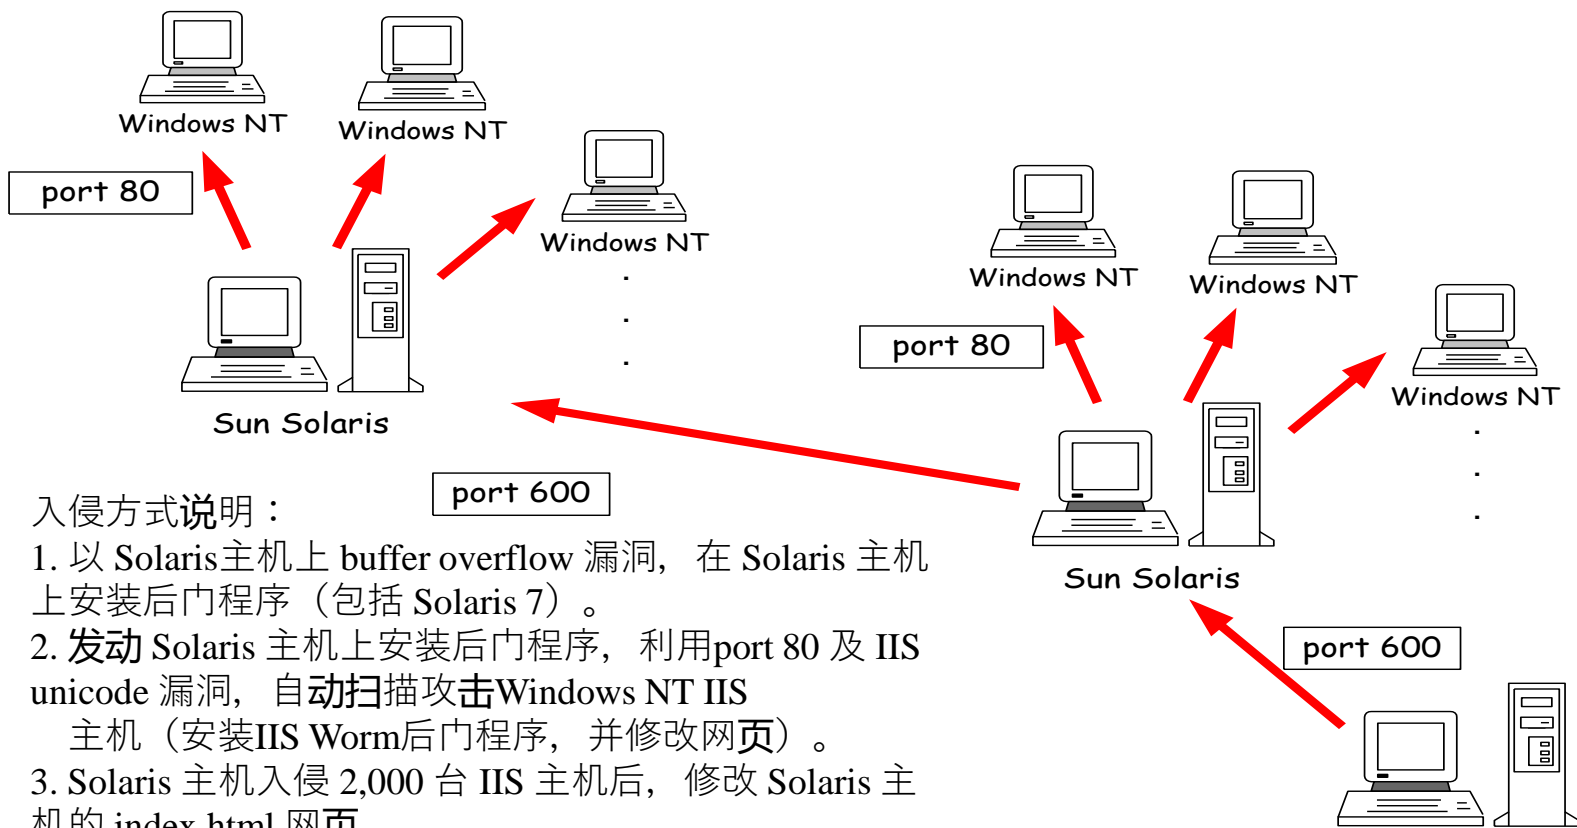 Windows NT
Windows NT
port 80
Windows NT
.
.
.
Sun Solaris
Windows NT
Windows NT
port 80
Windows NT
.
.
.
Sun Solaris
port 600
port 600
入侵方式说明：
1. 以 Solaris主机上 buffer overflow 漏洞，在 Solaris 主机
上安装后门程序（包括 Solaris 7）。
2. 发动 Solaris 主机上安装后门程序，利用port 80 及 IIS
unicode 漏洞，自动扫描攻击Windows NT IIS
主机（安装IIS Worm后门程序，并修改网页）。
3. Solaris 主机入侵 2,000 台 IIS 主机后，修改 Solaris 主
机的 index.html 网页